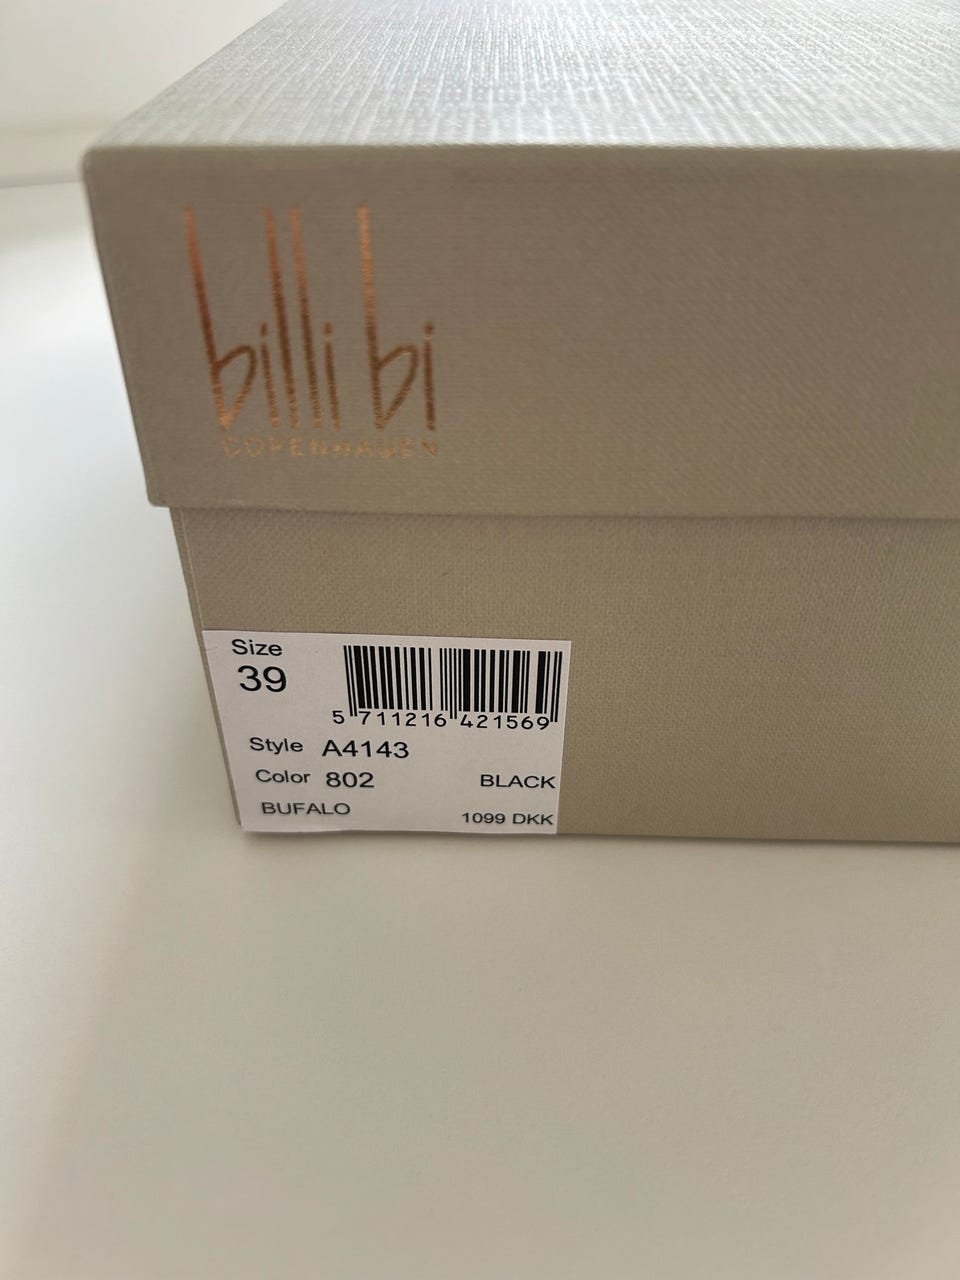 billi bi
COPENHAGEN
Size
39
5 711216 421569
Style A4143
Color 802 BLACK
BUFALO 1099 DKK